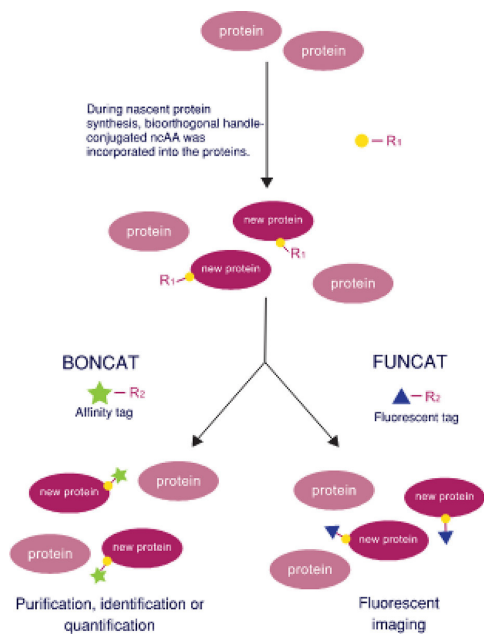 protein
protein
During nascent protein
synthesis, bioorthogonal handle-
conjugated ncAA was
incorporated into the proteins.
R1
new protein
protein
R1
new protein
R1
protein
BONCAT
R2
Affinity tag
FUNCAT
R2
Fluorescent tag
new protein
protein
protein
new protein
Purification, identification or
quantification
protein
new protein
new protein
protein
Fluorescent
imaging